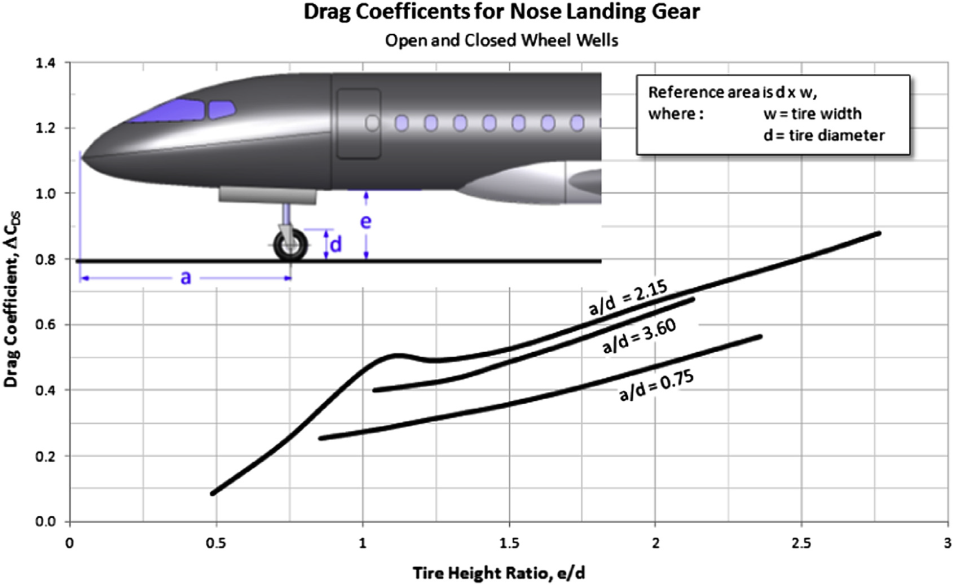 Drag Coefficents for Nose Landing Gear
Open and Closed Wheel Wells
Reference area is d x w,
where : w = tire width
d = tire diameter
1.4
1.2
1.0
0.8
0.6
0.4
0.2
0.0
Drag Coefficient, ΔC_DS
e
d
a
a/d = 2.15
a/d = 3.60
a/d = 0.75
0 0.5 1 1.5 2 2.5 3
Tire Height Ratio, e/d